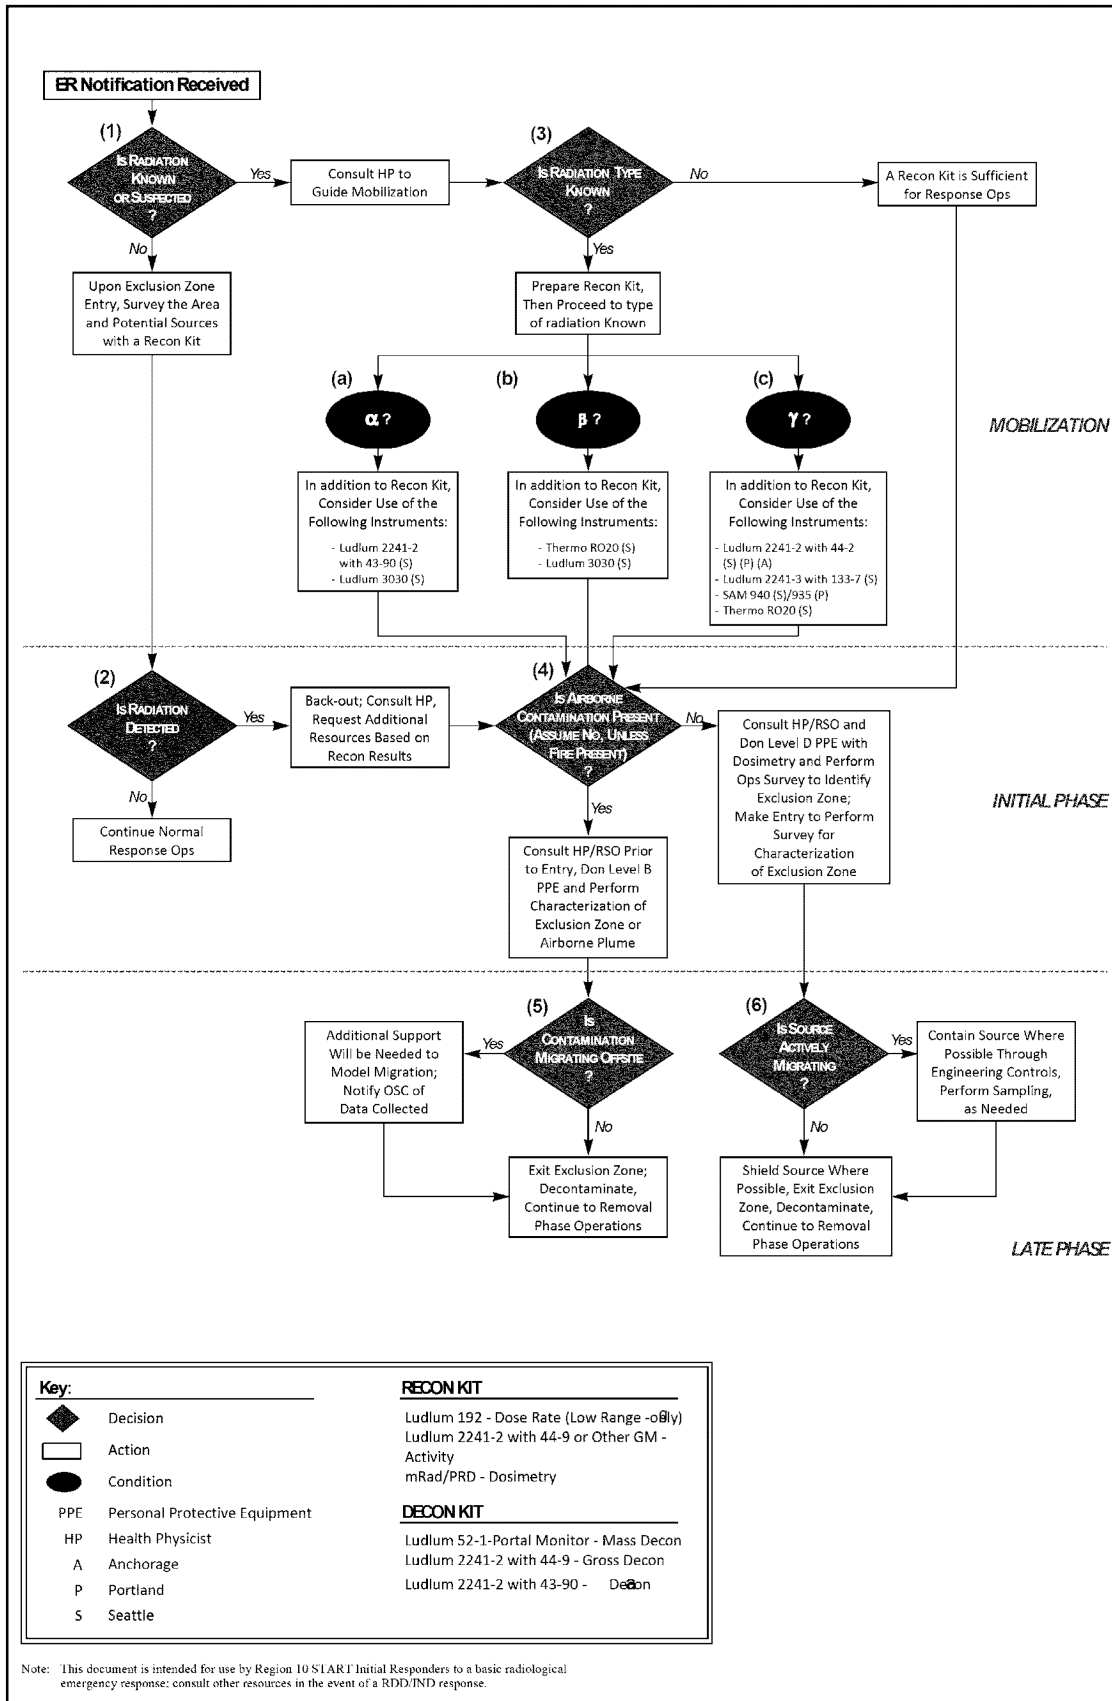 ER Notification Received
(1)
IS RADIATION
KNOWN
OR SUSPECTED
?
Yes
No
Consult HP to
Guide Mobilization
(3)
IS RADIATION TYPE
KNOWN
?
No
Yes
A Recon Kit is Sufficient
for Response Ops
Upon Exclusion Zone
Entry, Survey the Area
and Potential Sources
with a Recon Kit
Prepare Recon Kit,
Then Proceed to type
of radiation Known
(a)
α ?
(b)
β ?
(c)
γ ?
MOBILIZATION
In addition to Recon Kit,
Consider Use of the
Following Instruments:
- Ludlum 2241-2
with 43-90 (S)
- Ludlum 3030 (S)
In addition to Recon Kit,
Consider Use of the
Following Instruments:
- Thermo RO20 (S)
- Ludlum 3030 (S)
In addition to Recon Kit,
Consider Use of the
Following Instruments:
- Ludlum 2241-2 with 44-2
(S) (P) (A)
- Ludlum 2241-3 with 133-7 (S)
- SAM 940 (S)/935 (P)
- Thermo RO20 (S)
(2)
IS RADIATION
DETECTED
?
Yes
No
Back-out; Consult HP,
Request Additional
Resources Based on
Recon Results
Continue Normal
Response Ops
(4)
IS AIRBORNE
CONTAMINATION PRESENT
(ASSUME NO, UNLESS
FIRE PRESENT)
?
No
Yes
Consult HP/RSO and
Don Level D PPE with
Dosimetry and Perform
Ops Survey to Identify
Exclusion Zone;
Make Entry to Perform
Survey for
Characterization
of Exclusion Zone
INITIAL PHASE
Consult HP/RSO Prior
to Entry, Don Level B
PPE and Perform
Characterization of
Exclusion Zone or
Airborne Plume
(5)
IS
CONTAMINATION
MIGRATING OFFSITE
?
Yes
No
Additional Support
Will be Needed to
Model Migration;
Notify OSC of
Data Collected
Exit Exclusion Zone;
Decontaminate,
Continue to Removal
Phase Operations
(6)
IS SOURCE
ACTIVELY
MIGRATING
?
Yes
No
Contain Source Where
Possible Through
Engineering Controls,
Perform Sampling,
as Needed
Shield Source Where
Possible, Exit Exclusion
Zone, Decontaminate,
Continue to Removal
Phase Operations
LATE PHASE
Key:
Decision
Action
Condition
PPE Personal Protective Equipment
HP Health Physicist
A Anchorage
P Portland
S Seattle
RECON KIT
Ludlum 192 - Dose Rate (Low Range -
Ludlum 2241-2 with 44-9 or Other GM -
Activity
mRad/PRD - Dosimetry
DECON KIT
Ludlum 52-1-Portal Monitor - Mass Decon
Ludlum 2241-2 with 44-9 - Gross Decon
Ludlum 2241-2 with 43-90 -
Note: This document is intended for use by Region 10 START Initial Responders to a basic radiological
emergency response; consult other resources in the event of a RDD/IND response.